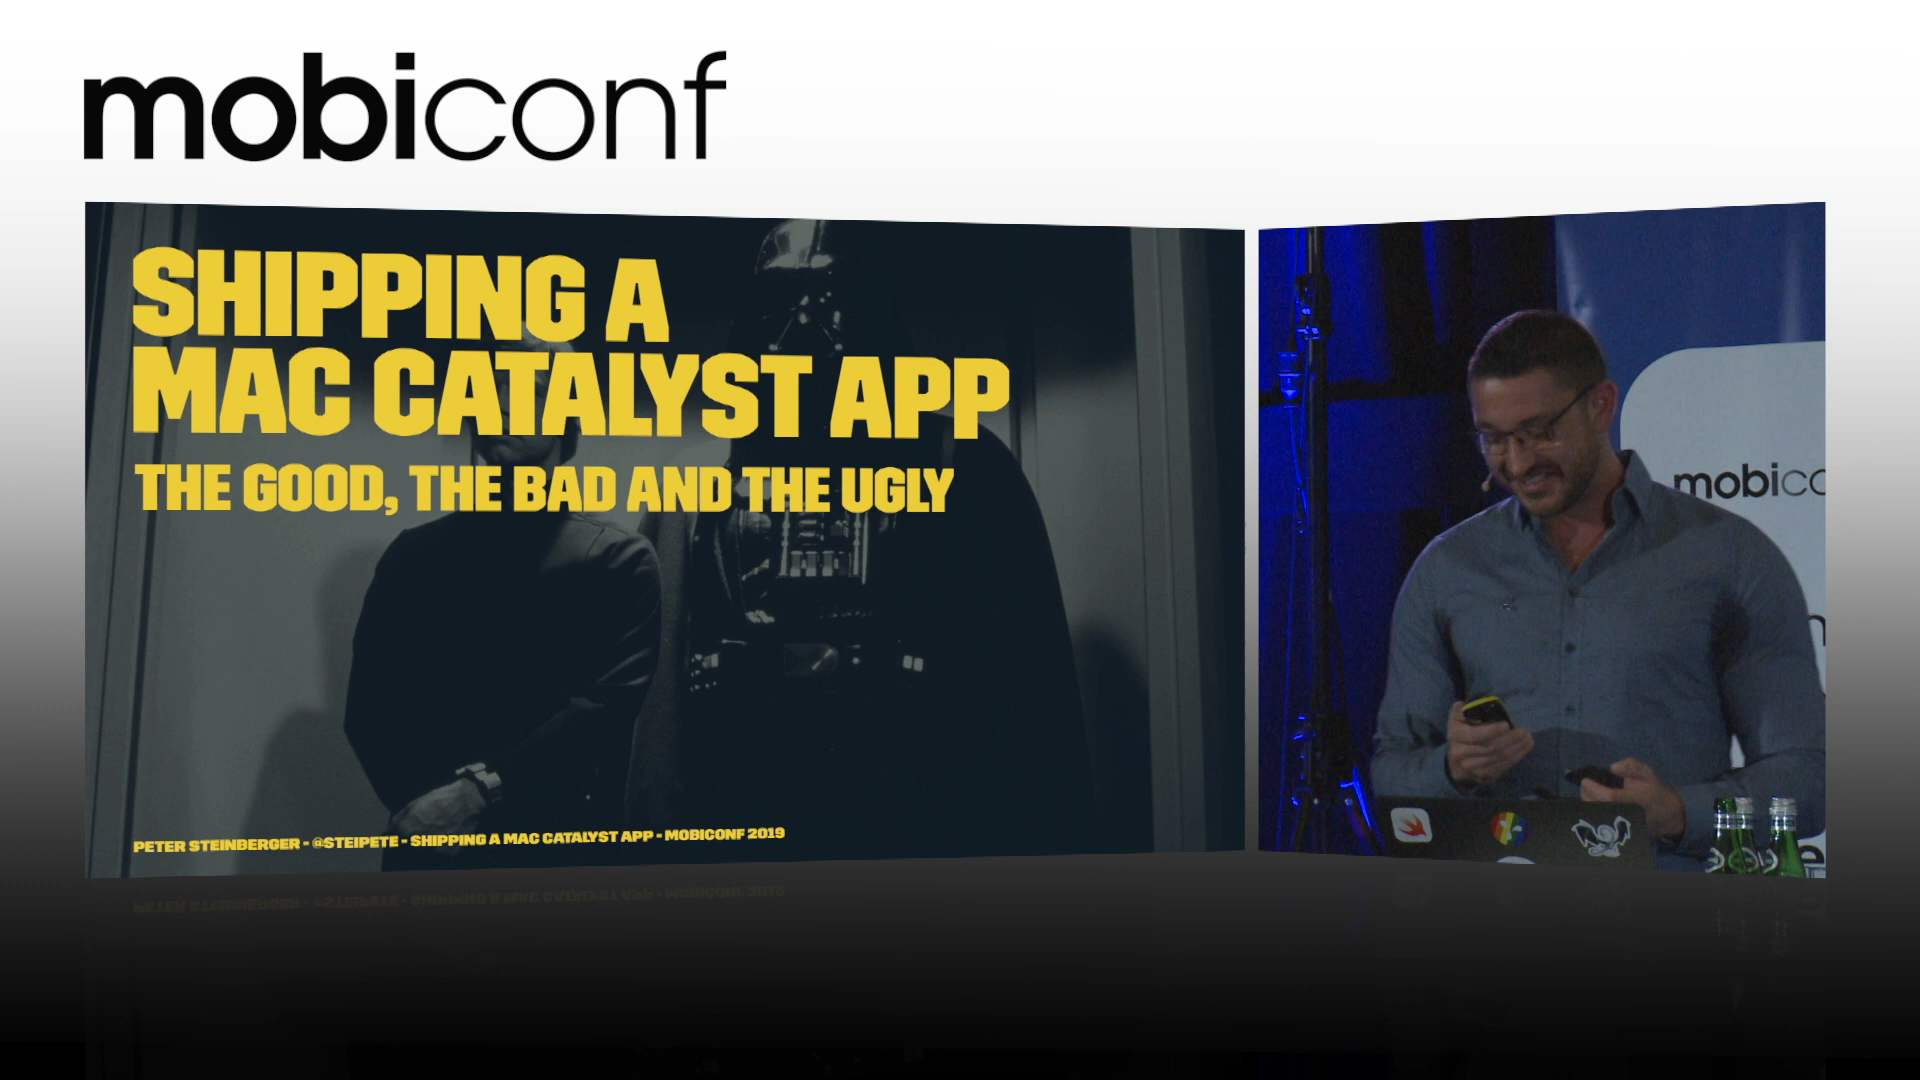 mobiconf
SHIPPING A
MAC CATALYST APP
THE GOOD, THE BAD AND THE UGLY
PETER STEINBERGER - @STEIPETE - SHIPPING A MAC CATALYST APP - MOBICONF 2019
mobico